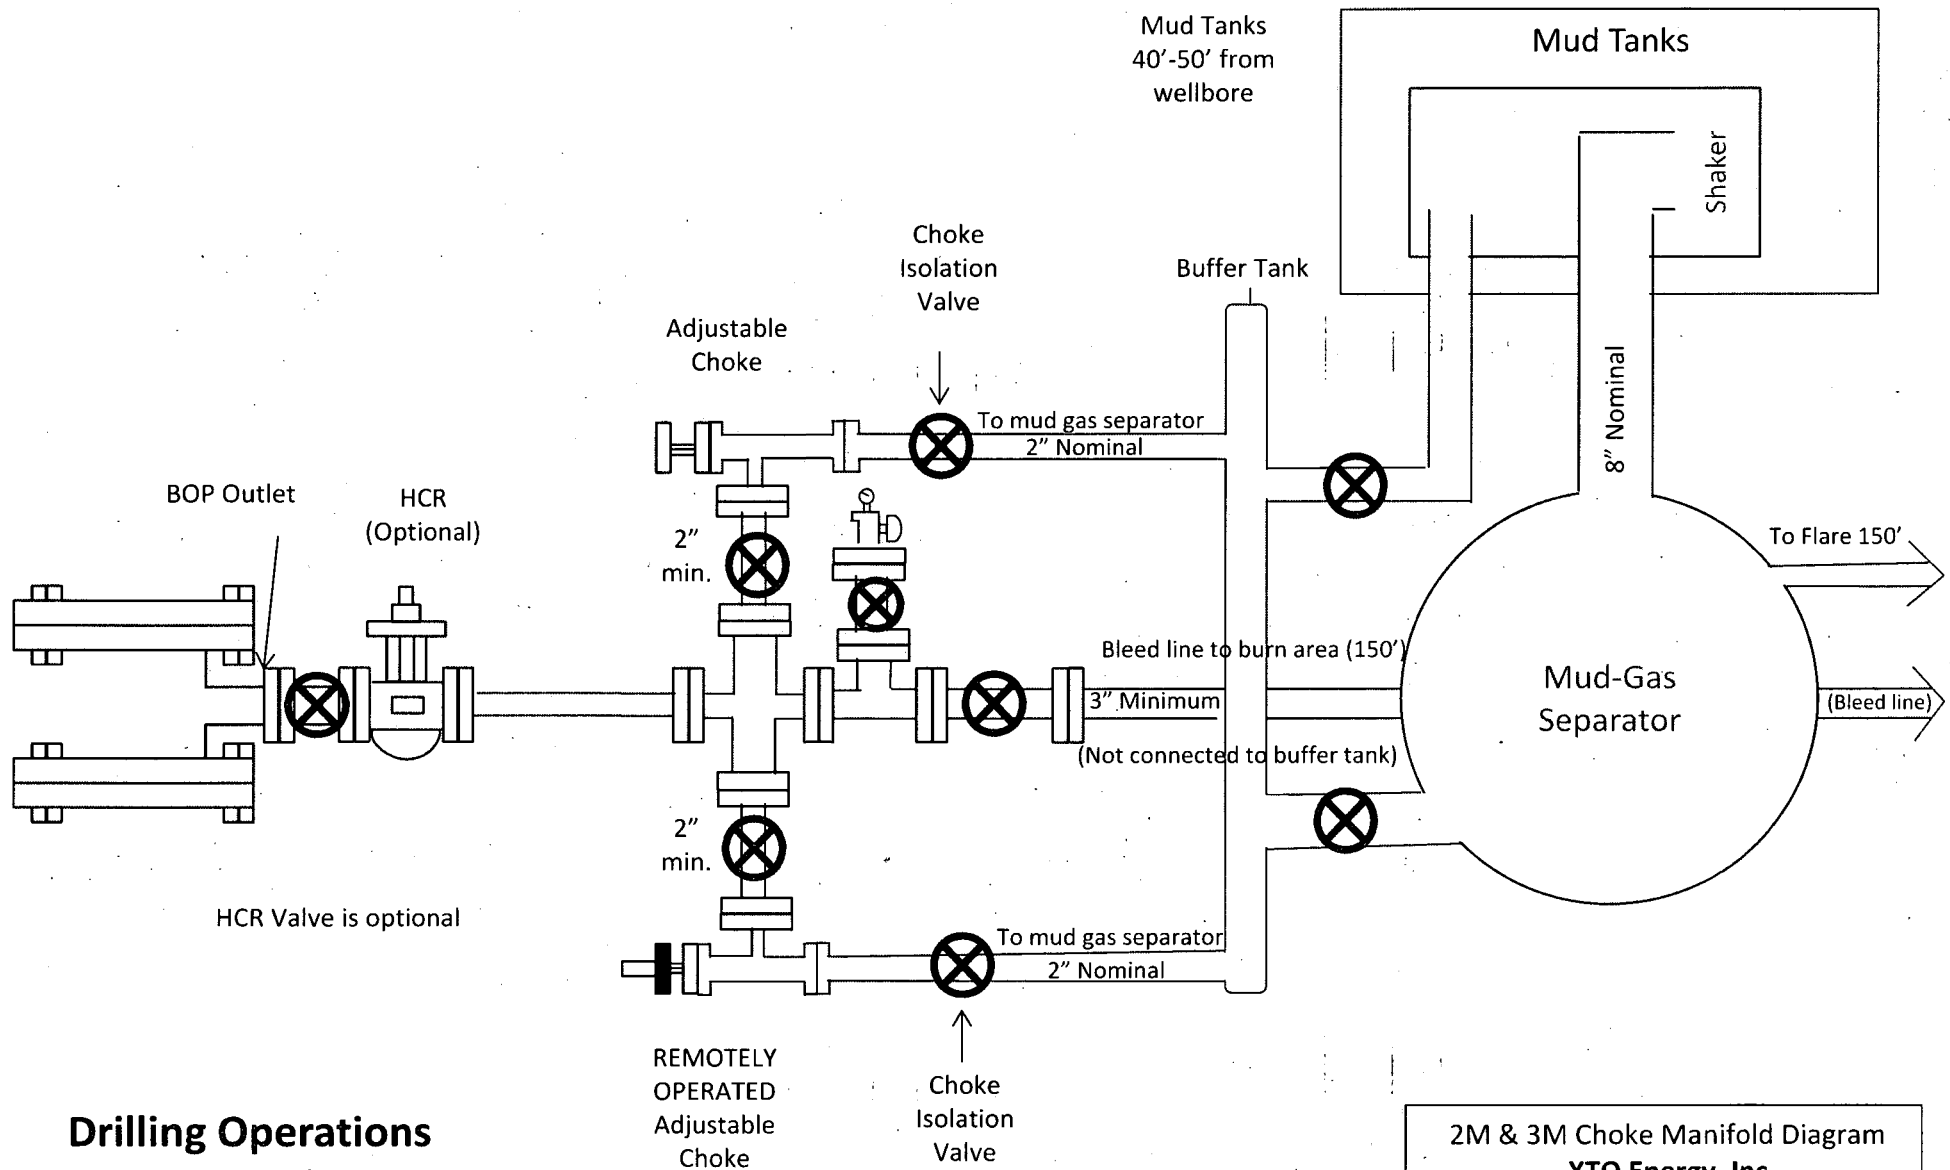 Mud Tanks
40’-50’ from
wellbore
Mud Tanks
Shaker
Choke
Isolation
Valve
Buffer Tank
Adjustable
Choke
8” Nominal
To mud gas separator
2” Nominal
BOP Outlet
HCR
(Optional)
2”
min.
To Flare 150’
Bleed line to burn area (150’)
3” Minimum
(Not connected to buffer tank)
Mud-Gas
Separator
(Bleed line)
2”
min.
HCR Valve is optional
To mud gas separator
2” Nominal
REMOTELY
OPERATED
Adjustable
Choke
Choke
Isolation
Valve
Drilling Operations
2M & 3M Choke Manifold Diagram
XTO Energy, Inc